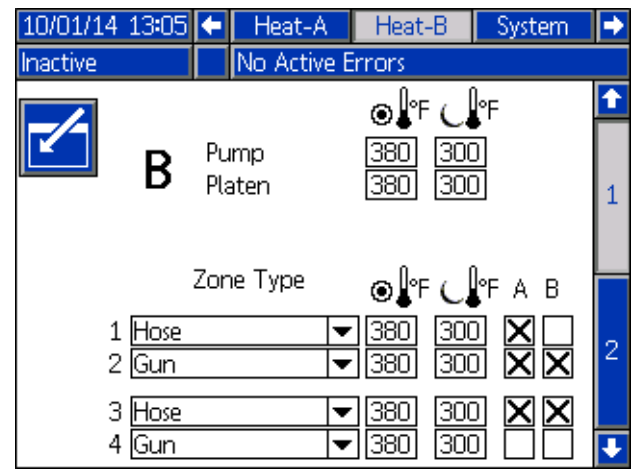 10/01/14 13:05 Heat-A Heat-B System
Inactive No Active Errors
°F °F
B
Pump 380 300
Platen 380 300
1
Zone Type °F °F A B
1 Hose 380 300
2 Gun 380 300
2
3 Hose 380 300
4 Gun 380 300